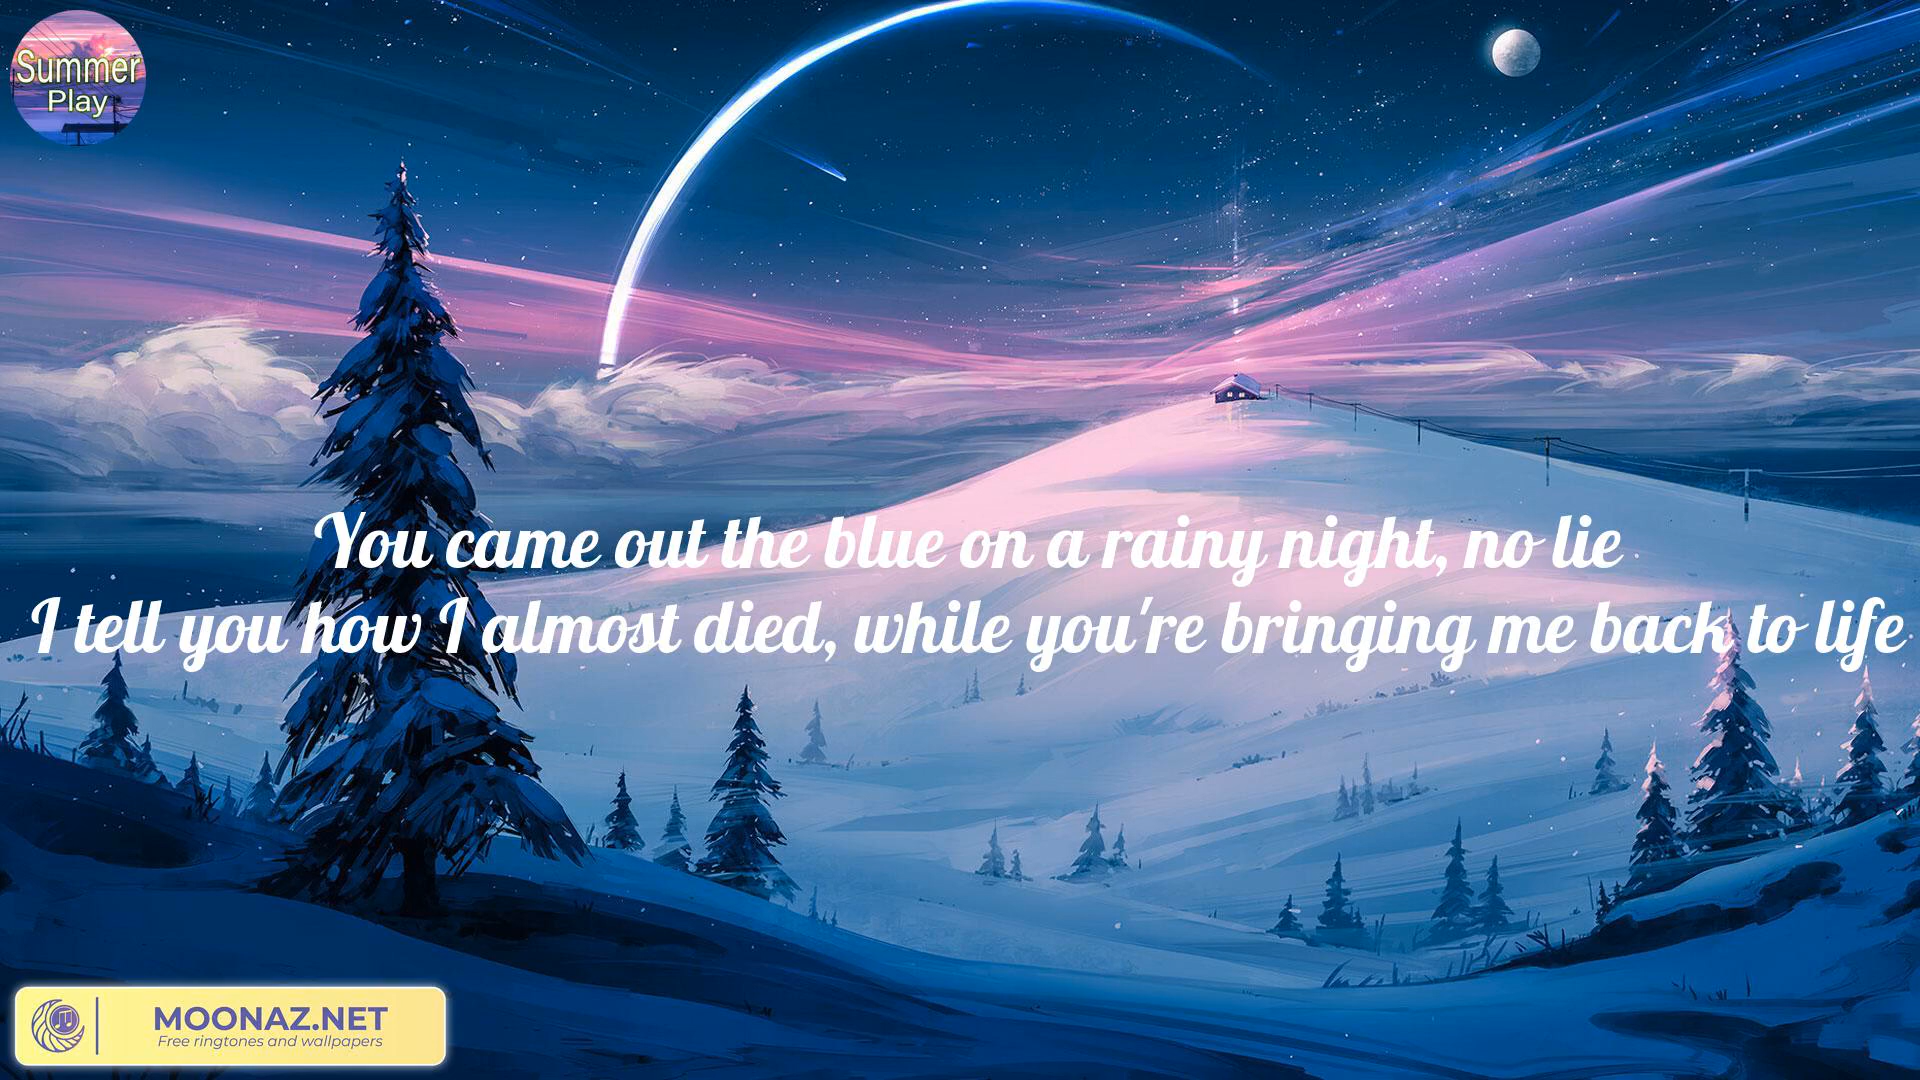 Summer
Play
You came out the blue on a rainy night, no lie
I tell you how I almost died, while you're bringing me back to life
MOONAZ.NET
Free ringtones and wallpapers